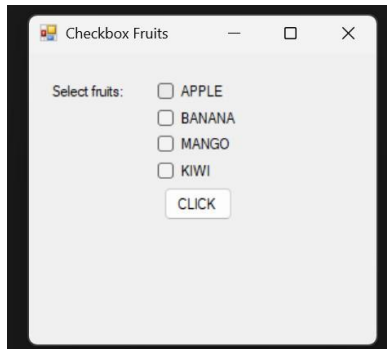 Checkbox Fruits
Select fruits: APPLE
BANANA
MANGO
KIWI
CLICK